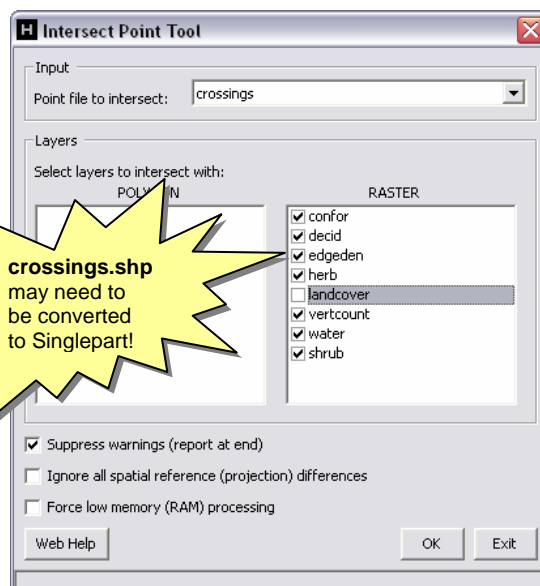 H Intersect Point Tool
Input
Point file to intersect: crossings
Layers
Select layers to intersect with:
RASTER
confor
decid
edgeden
herb
landcover
vertcount
water
shrub
crossings.shp
may need to
be converted
to Singlepart!
Suppress warnings (report at end)
Ignore all spatial reference (projection) differences
Force low memory (RAM) processing
Web Help OK Exit